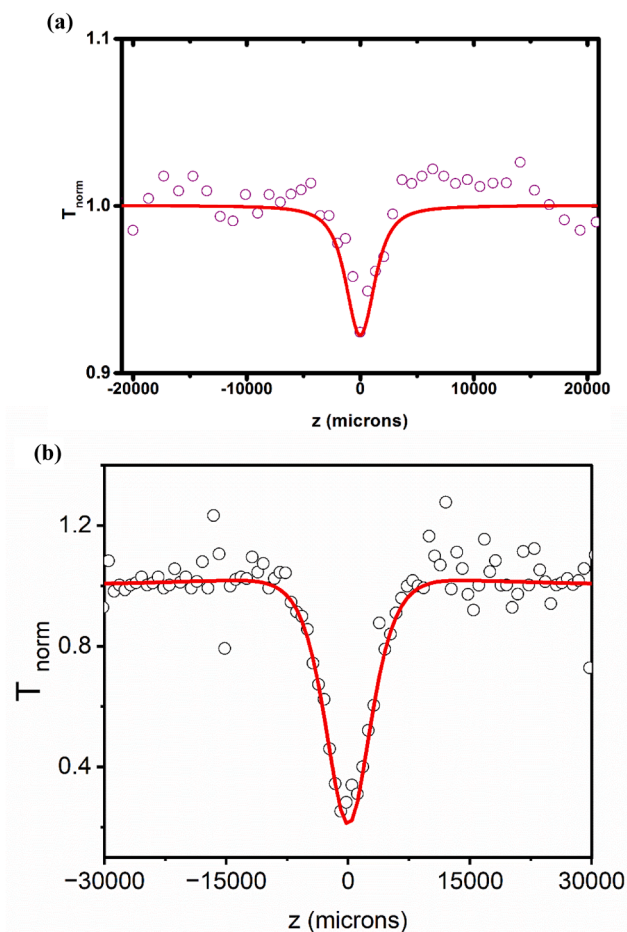 (a)
1.1
1.0
0.9
T norm
-20000 -10000 0 10000 20000
z (microns)
(b)
1.2
0.8
0.4
T norm
−30000 −15000 0 15000 30000
z (microns)